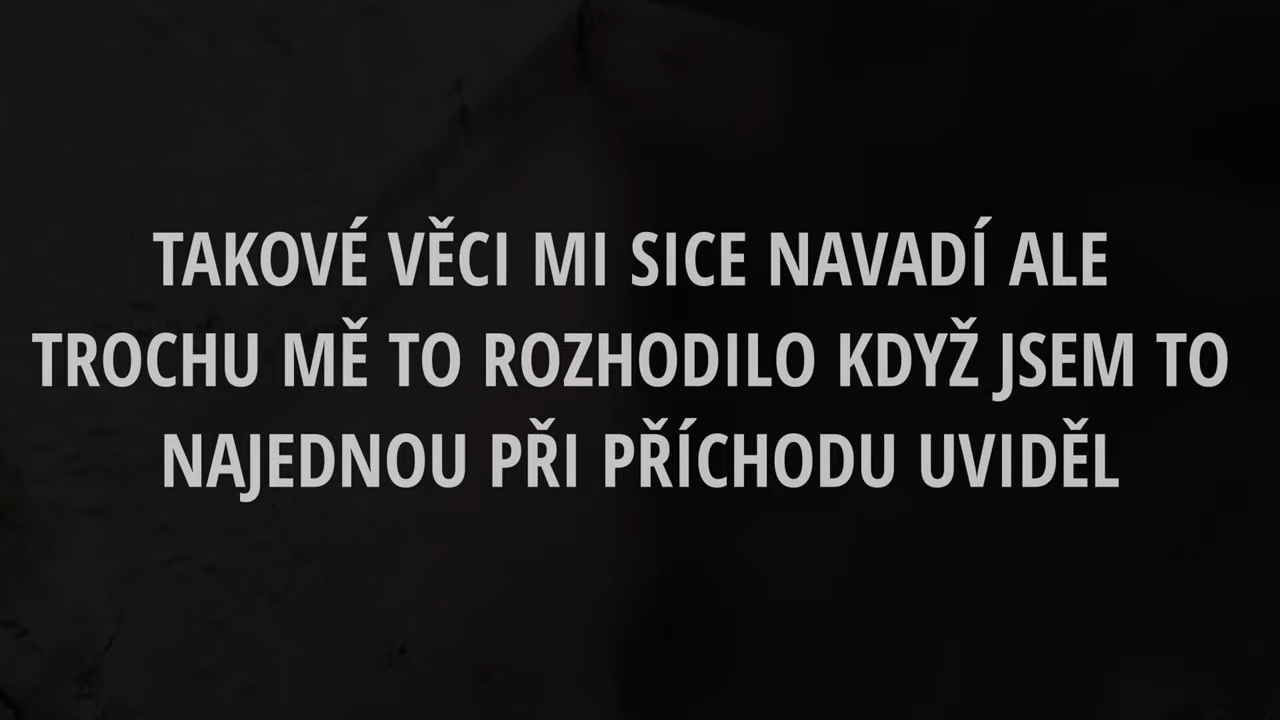 TAKOVÉ VĚCI MI SICE NAVADÍ ALE
TROCHU MĚ TO ROZHODILO KDYŽ JSEM TO
NAJEDNOU PŘI PŘÍCHODU UVIDĚL